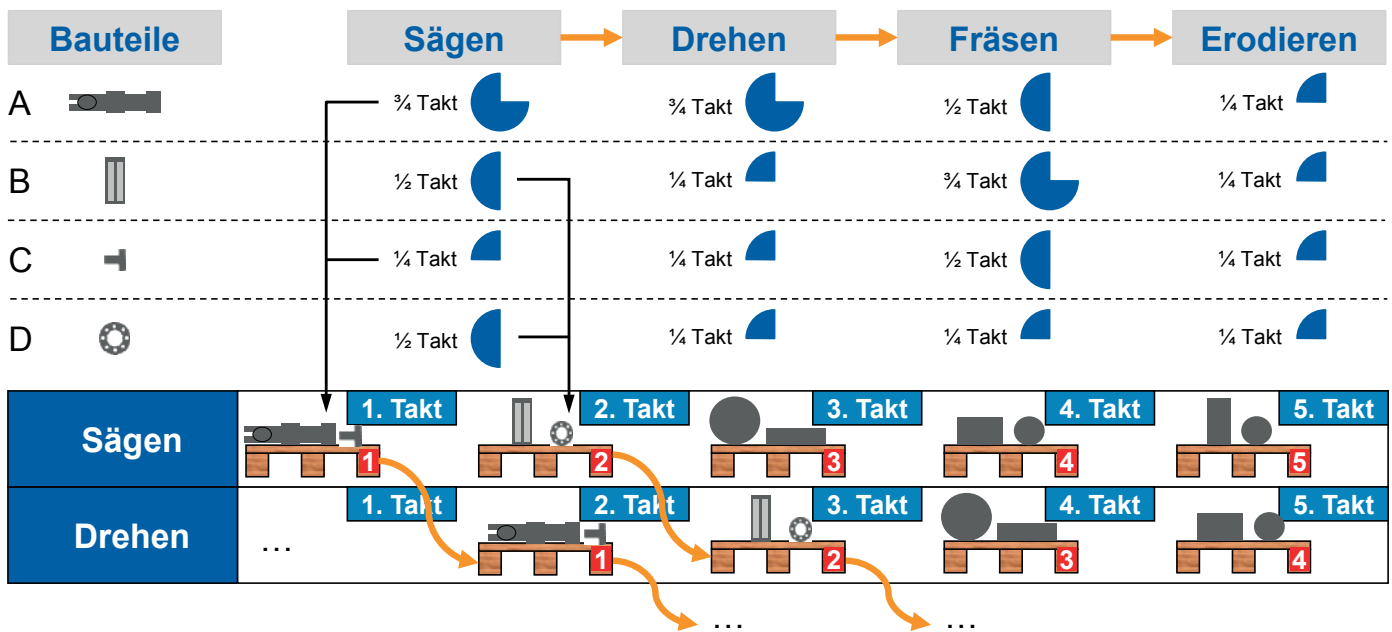 Bauteile Sägen Drehen Fräsen Erodieren
A ¾ Takt ¾ Takt ½ Takt ¼ Takt
B ½ Takt ¼ Takt ¾ Takt ¼ Takt
C ¼ Takt ¼ Takt ½ Takt ¼ Takt
D ½ Takt ¼ Takt ¼ Takt ¼ Takt
1. Takt 2. Takt 3. Takt 4. Takt 5. Takt
Sägen
1 2 3 4 5
1. Takt 2. Takt 3. Takt 4. Takt 5. Takt
Drehen ...
1 2 3 4
... ...